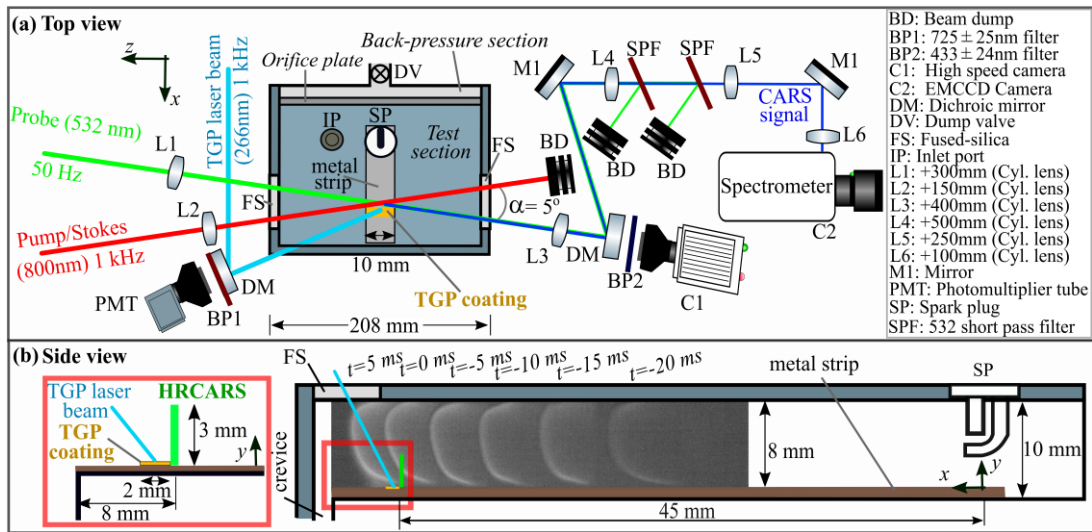 (a) Top view
z
x
TGP laser beam
(266nm) 1 kHz
Probe (532 nm)
50 Hz
L1
L2
Pump/Stokes
(800nm) 1 kHz
PMT
BP1
DM
Orifice plate
Back-pressure section
DV
IP
SP
Test
section
metal
strip
FS
FS
BD
α= 5º
10 mm
TGP coating
208 mm
L3
DM
BP2
C1
M1
L4
SPF
SPF
L5
M1
BD
BD
CARS
signal
L6
Spectrometer
C2
BD: Beam dump
BP1: 725 ± 25nm filter
BP2: 433 ± 24nm filter
C1:  High speed camera
C2:  EMCCD Camera
DM: Dichroic mirror
DV: Dump valve
FS: Fused-silica
IP: Inlet port
L1: +300mm (Cyl. lens)
L2: +150mm (Cyl. lens)
L3: +400mm (Cyl. lens)
L4: +500mm (Cyl. lens)
L5: +250mm (Cyl. lens)
L6: +100mm (Cyl. lens)
M1: Mirror
PMT: Photomultiplier tube
SP: Spark plug
SPF: 532 short pass filter
(b) Side view
TGP laser
beam
HRCARS
TGP
coating
3 mm
y
2 mm
8 mm
FS
crevice
t=5 ms
t=0 ms
t=-5 ms
t=-10 ms
t=-15 ms
t=-20 ms
metal strip
SP
8 mm
10 mm
x
y
45 mm